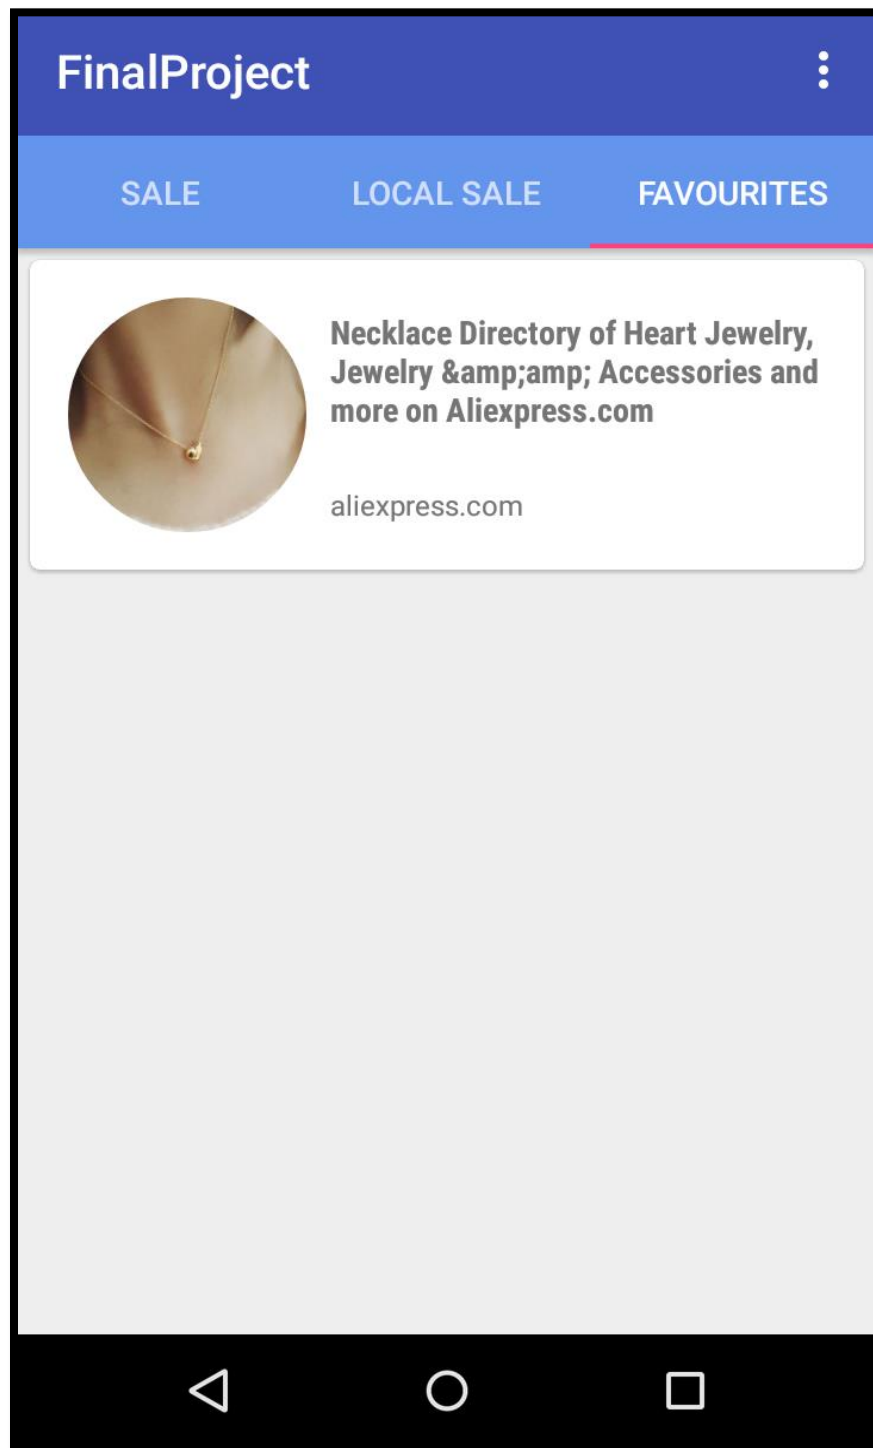 FinalProject
SALE LOCAL SALE FAVOURITES
Necklace Directory of Heart Jewelry,
Jewelry &amp;amp; Accessories and
more on Aliexpress.com
aliexpress.com